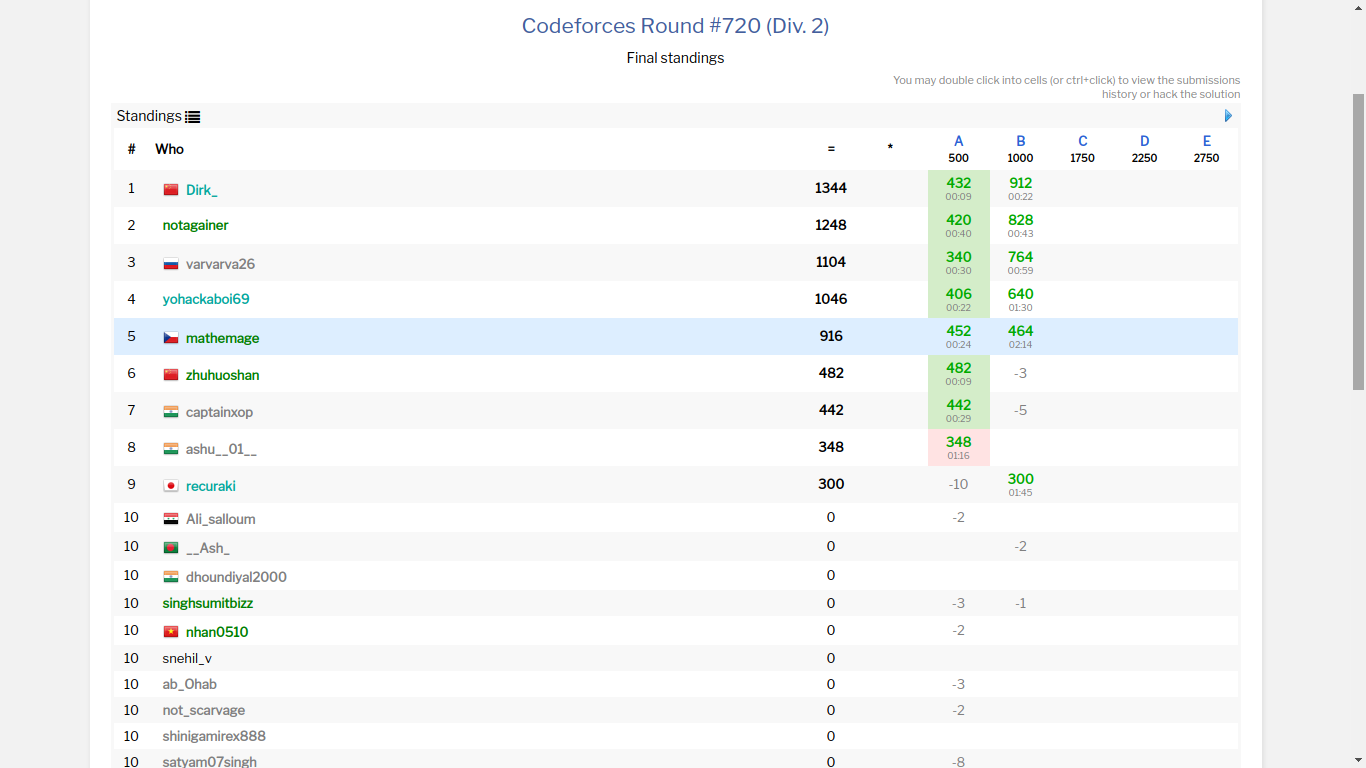 Codeforces Round #720 (Div. 2)
Final standings
You may double click into cells (or ctrl+click) to view the submissions
history or hack the solution
Standings
# Who = * A B C D E
500 1000 1750 2250 2750
1 Dirk_ 1344 432 912
00:09 00:22
2 notagainer 1248 420 828
00:40 00:43
3 varvarva26 1104 340 764
00:30 00:59
4 yohackaboi69 1046 406 640
00:22 01:30
5 mathemage 916 452 464
00:24 02:14
6 zhuhuoshan 482 482 -3
00:09
7 captainxop 442 442 -5
00:29
8 ashu__01__ 348 348
01:16
9 recuraki 300 -10 300
01:45
10 Ali_salloum 0 -2
10 __Ash_ 0 -2
10 dhoundiyal2000 0
10 singhsumitbizz 0 -3 -1
10 nhan0510 0 -2
10 snehil_v 0
10 ab_0hab 0 -3
10 not_scarvage 0 -2
10 shinigamirex888 0
10 satyam07singh 0 -8